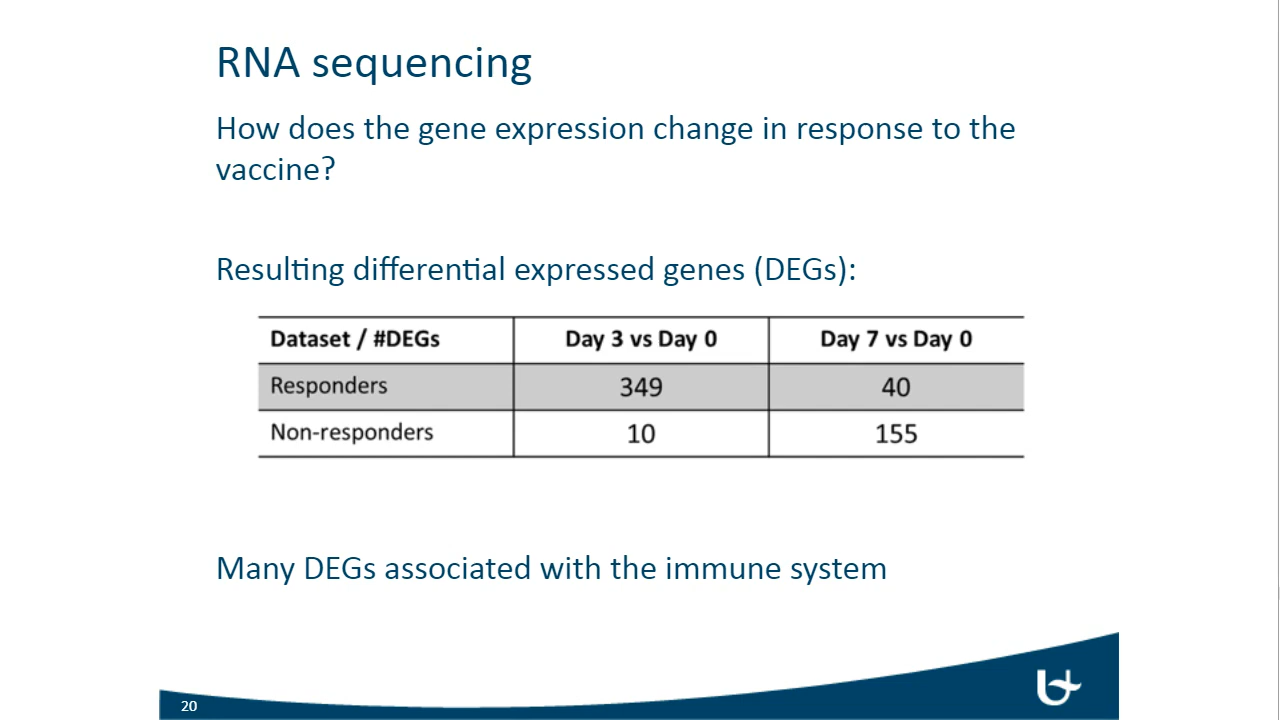 RNA sequencing
How does the gene expression change in response to the
vaccine?
Resulting differential expressed genes (DEGs):
Dataset / #DEGs Day 3 vs Day 0 Day 7 vs Day 0
Responders 349 40
Non-responders 10 155
Many DEGs associated with the immune system
20